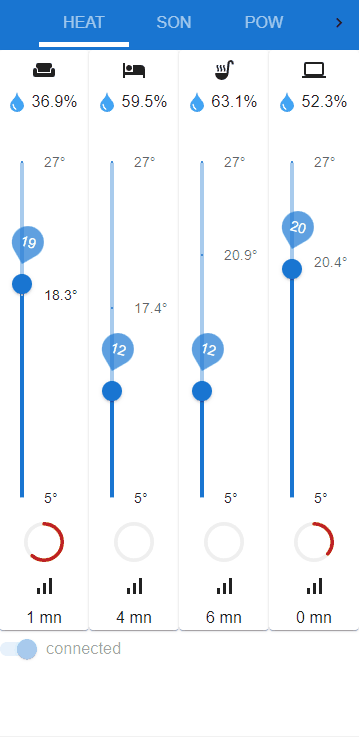 HEAT SON POW
36.9% 59.5% 63.1% 52.3%
27° 27° 27° 27°
19 20
20.9° 20.4°
18.3° 17.4°
12 12
5° 5° 5° 5°
1 mn 4 mn 6 mn 0 mn
connected